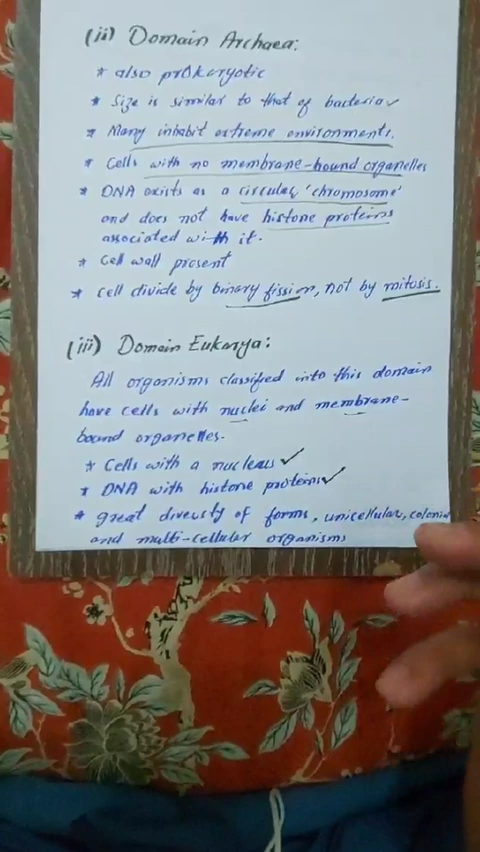 (ii) Domain Archaea:
* also prokaryotic
* Size is similar to that of bacteria✓
* Many inhabit extreme environments.
* Cells with no membrane-bound organelles
* DNA exists as a circular 'chromosome'
and does not have histone proteins
associated with it.
* Cell wall present
* Cell divide by binary fission, not by mitosis.
(iii) Domain Eukarya:
All organisms classified into this domain
have cells with nuclei and membrane-
bound organelles.
* Cells with a nucleus ✓
* DNA with histone proteins ✓
* great diversity of forms, unicellular,
and multi-cellular organisms